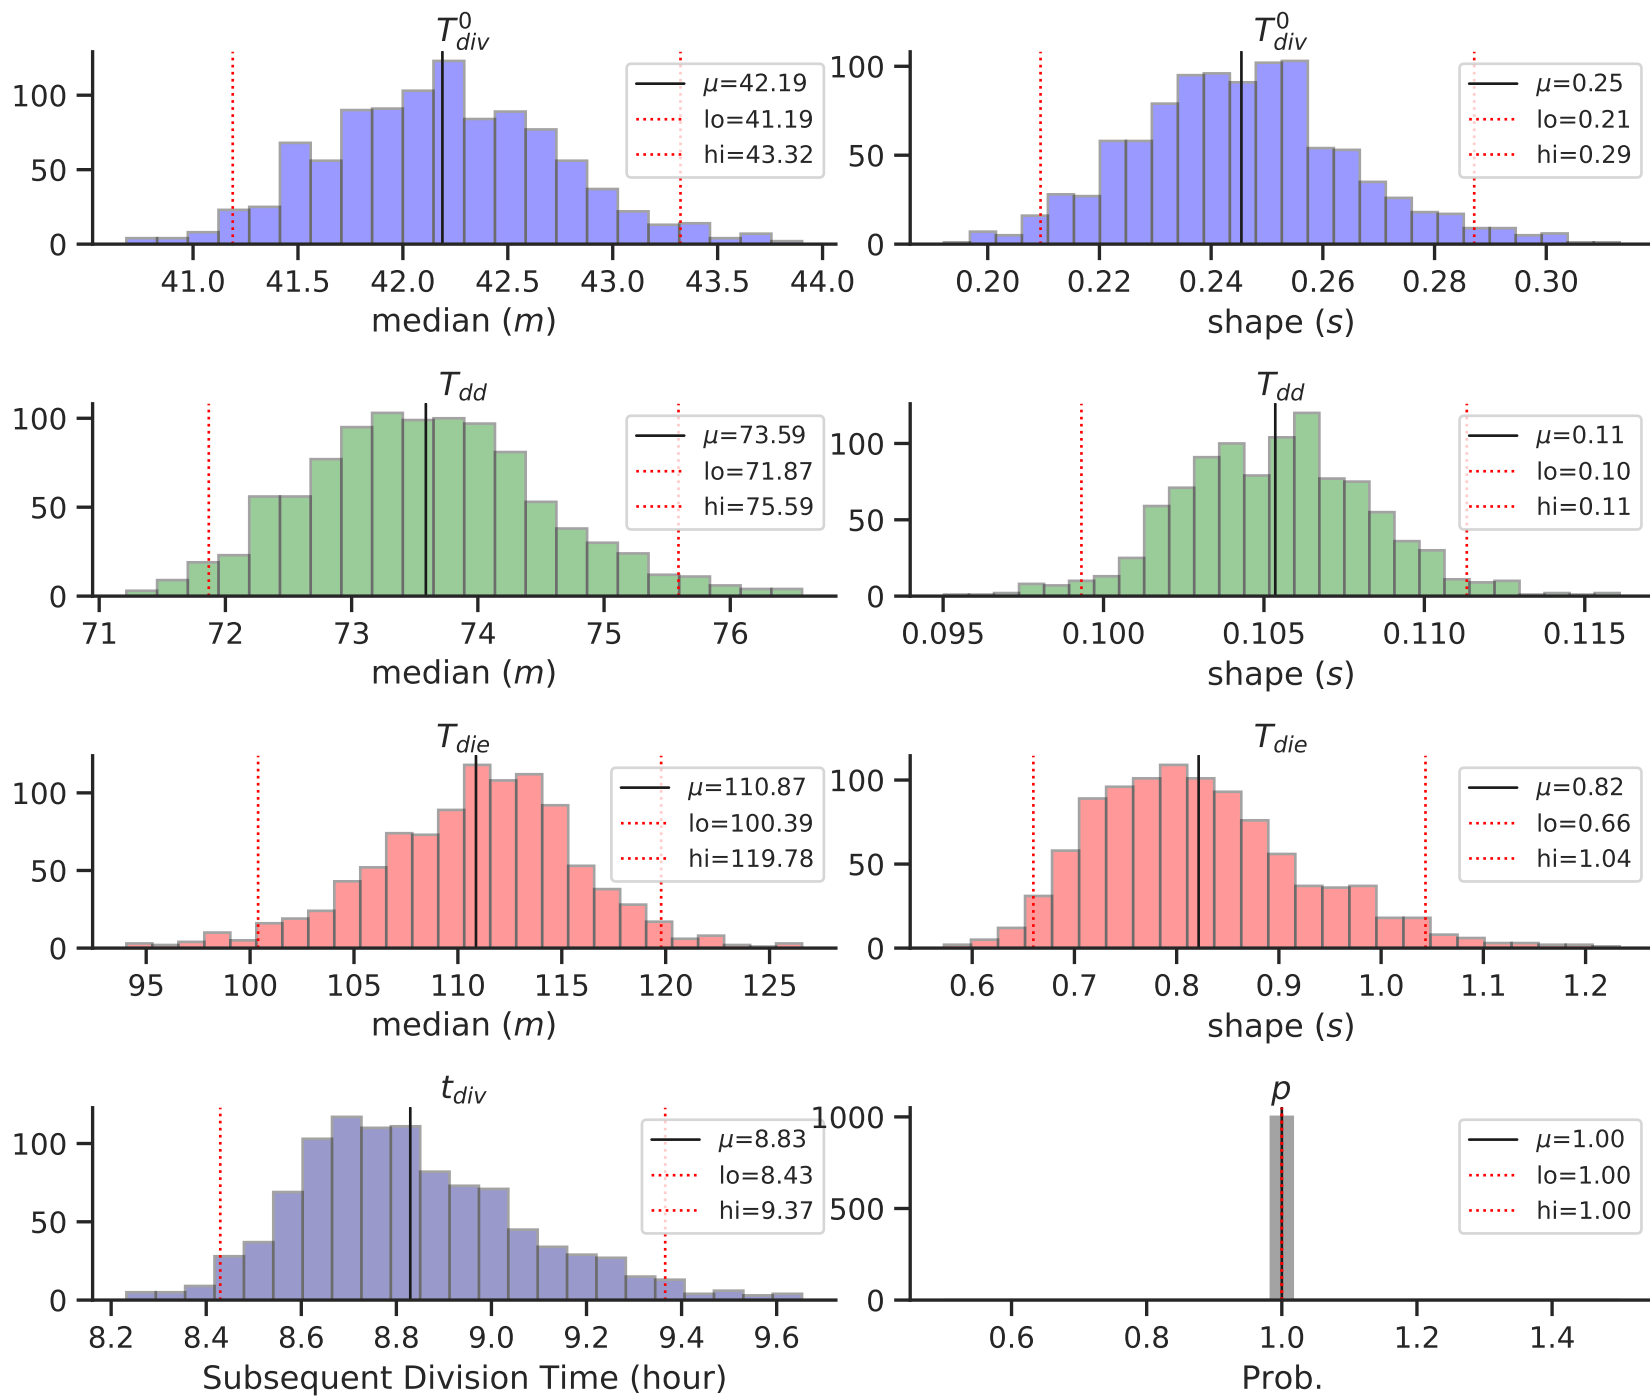 T⁰div
100
50
0
μ=42.19
lo=41.19
hi=43.32
41.0 41.5 42.0 42.5 43.0 43.5 44.0
median (m)
T⁰div
100
50
0
μ=0.25
lo=0.21
hi=0.29
0.20 0.22 0.24 0.26 0.28 0.30
shape (s)
Tdd
100
50
0
μ=73.59
lo=71.87
hi=75.59
71 72 73 74 75 76
median (m)
Tdd
100
50
0
μ=0.11
lo=0.10
hi=0.11
0.095 0.100 0.105 0.110 0.115
shape (s)
Tdie
100
50
0
μ=110.87
lo=100.39
hi=119.78
95 100 105 110 115 120 125
median (m)
Tdie
100
50
0
μ=0.82
lo=0.66
hi=1.04
0.6 0.7 0.8 0.9 1.0 1.1 1.2
shape (s)
tdiv
100
50
0
μ=8.83
lo=8.43
hi=9.37
8.2 8.4 8.6 8.8 9.0 9.2 9.4 9.6
Subsequent Division Time (hour)
p
1000
500
0
μ=1.00
lo=1.00
hi=1.00
0.6 0.8 1.0 1.2 1.4
Prob.